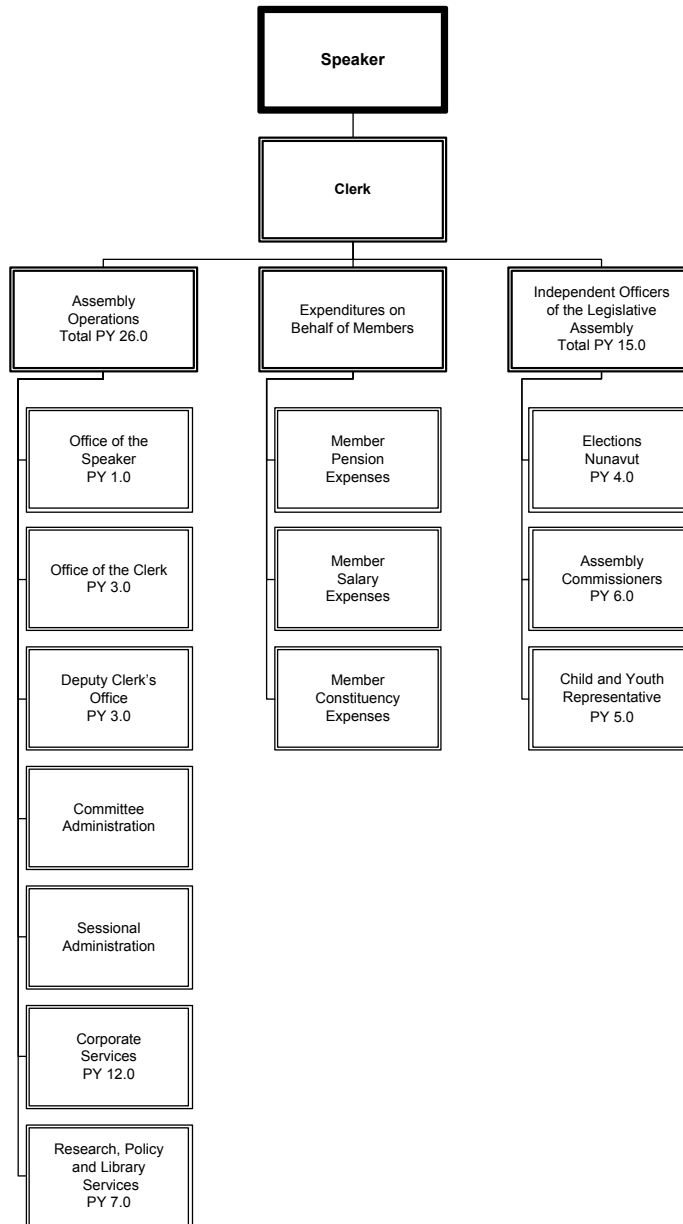 Speaker
Clerk
Assembly
Operations
Total PY 26.0
Expenditures on
Behalf of Members
Independent Officers
of the Legislative
Assembly
Total PY 15.0
Office of the
Speaker
PY 1.0
Office of the Clerk
PY 3.0
Deputy Clerk's
Office
PY 3.0
Committee
Administration
Sessional
Administration
Corporate
Services
PY 12.0
Research, Policy
and Library
Services
PY 7.0
Member
Pension
Expenses
Member
Salary
Expenses
Member
Constituency
Expenses
Elections
Nunavut
PY 4.0
Assembly
Commissioners
PY 6.0
Child and Youth
Representative
PY 5.0